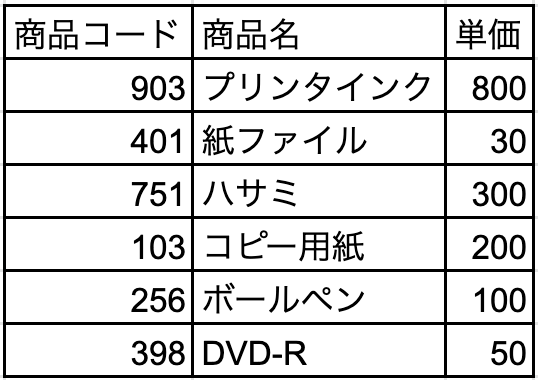 商品コード 商品名 単価
903 プリンタインク 800
401 紙ファイル 30
751 ハサミ 300
103 コピー用紙 200
256 ボールペン 100
398 DVD-R 50